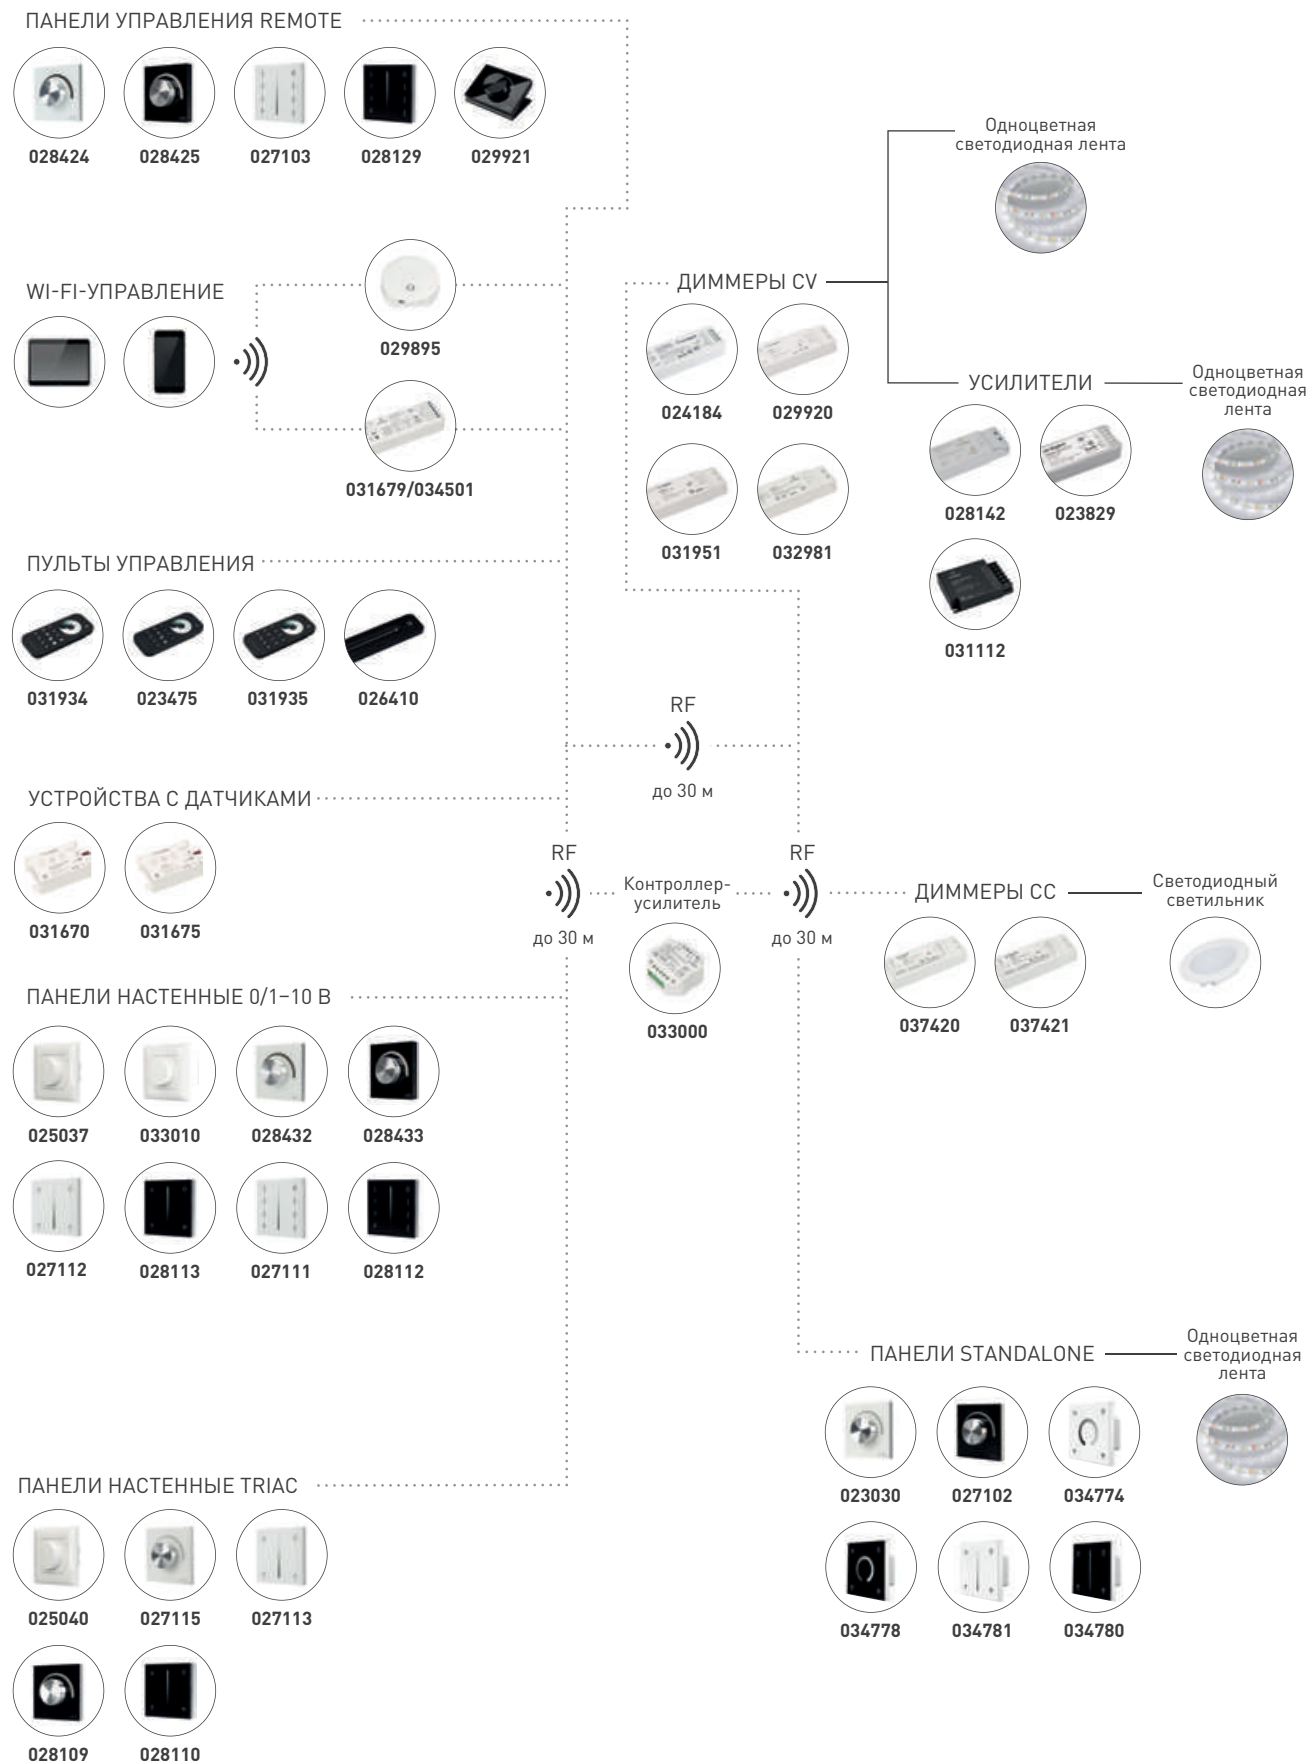 ПАНЕЛИ УПРАВЛЕНИЯ REMOTE
028424 028425 027103 028129 029921
WI-FI-УПРАВЛЕНИЕ
029895
031679/034501
ПУЛЬТЫ УПРАВЛЕНИЯ
031934 023475 031935 026410
УСТРОЙСТВА С ДАТЧИКАМИ
031670 031675
ПАНЕЛИ НАСТЕННЫЕ 0/1–10 В
025037 033010 028432 028433
027112 028113 027111 028112
ПАНЕЛИ НАСТЕННЫЕ TRIAC
025040 027115 027113
028109 028110
RF
до 30 м
RF
до 30 м
Контроллер-
усилитель
033000
RF
до 30 м
ДИММЕРЫ CV
024184 029920
031951 032981
Одноцветная
светодиодная лента
УСИЛИТЕЛИ
028142 023829
031112
Одноцветная
светодиодная
лента
ДИММЕРЫ CC
037420 037421
Светодиодный
светильник
ПАНЕЛИ STANDALONE
023030 027102 034774
034778 034781 034780
Одноцветная
светодиодная
лента